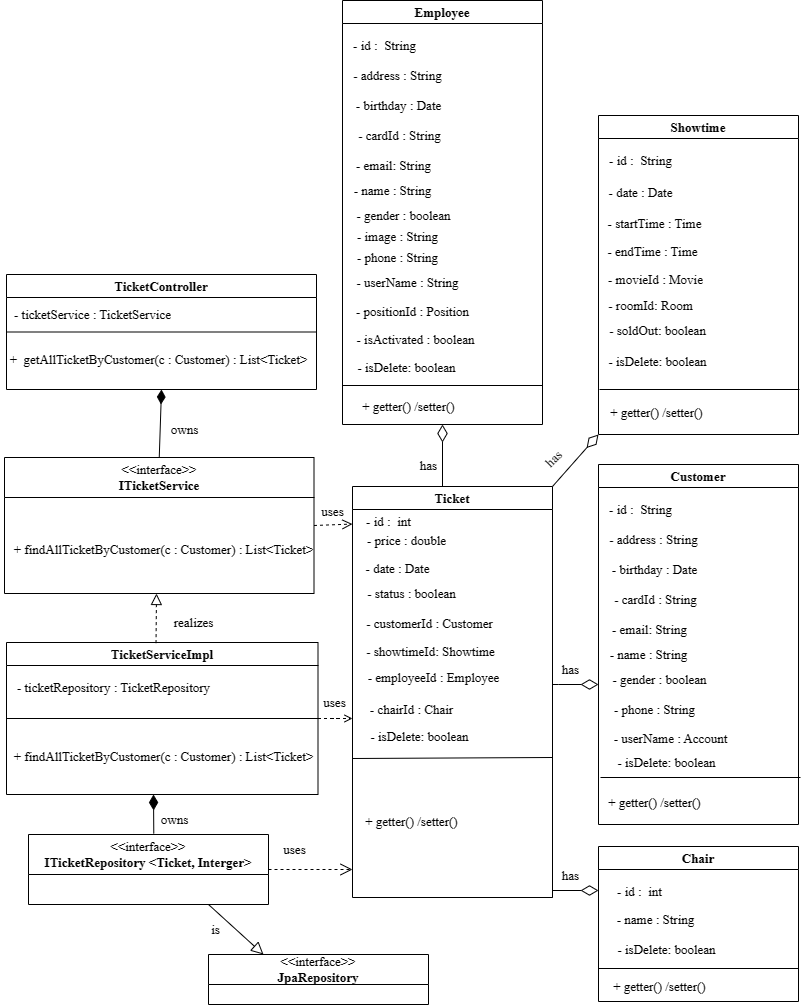 Employee
- id :  String
- address : String
- birthday : Date
- cardId : String
- email: String
- name : String
- gender : boolean
- image : String
- phone : String
- userName : String
- positionId : Position
- isActivated : boolean
- isDelete: boolean
+ getter() /setter()
Showtime
- id :  String
- date : Date
- startTime : Time
- endTime : Time
- movieId : Movie
- roomId: Room
- soldOut: boolean
- isDelete: boolean
+ getter() /setter()
TicketController
- ticketService : TicketService
+  getAllTicketByCustomer(c : Customer) : List<Ticket>
owns
has
has
<<interface>>
ITicketService
+ findAllTicketByCustomer(c : Customer) : List<Ticket>
uses
realizes
Ticket
- id :  int
- price : double
- date : Date
- status : boolean
- customerId : Customer
- showtimeId: Showtime
- employeeId : Employee
- chairId : Chair
- isDelete: boolean
+ getter() /setter()
Customer
- id :  String
- address : String
- birthday : Date
- cardId : String
- email: String
- name : String
- gender : boolean
- phone : String
- userName : Account
- isDelete: boolean
+ getter() /setter()
has
TicketServiceImpl
- ticketRepository : TicketRepository
+ findAllTicketByCustomer(c : Customer) : List<Ticket>
uses
owns
<<interface>>
ITicketRepository <Ticket, Interger>
uses
has
is
<<interface>>
JpaRepository
Chair
- id :  int
- name : String
- isDelete: boolean
+ getter() /setter()